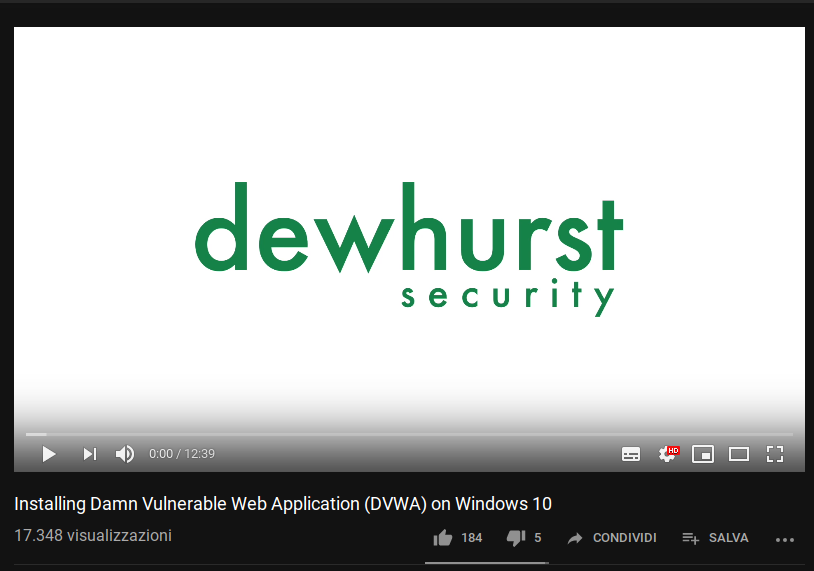 dewhurst
security
0:00 / 12:39
HD
Installing Damn Vulnerable Web Application (DVWA) on Windows 10
17.348 visualizzazioni
184
5
CONDIVIDI
SALVA